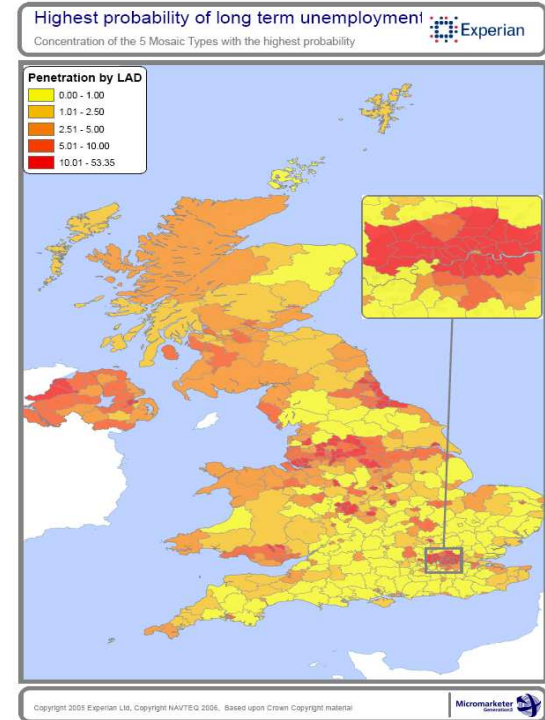 Highest probability of long term unemployment
Concentration of the 5 Mosaic Types with the highest probability
Experian
Penetration by LAD
0.00 - 1.00
1.01 - 2.50
2.51 - 5.00
5.01 - 10.00
10.01 - 53.35
Copyright 2005 Experian Ltd, Copyright NAVTEQ 2006, Based upon Crown Copyright material
Micromarketer
Generation3